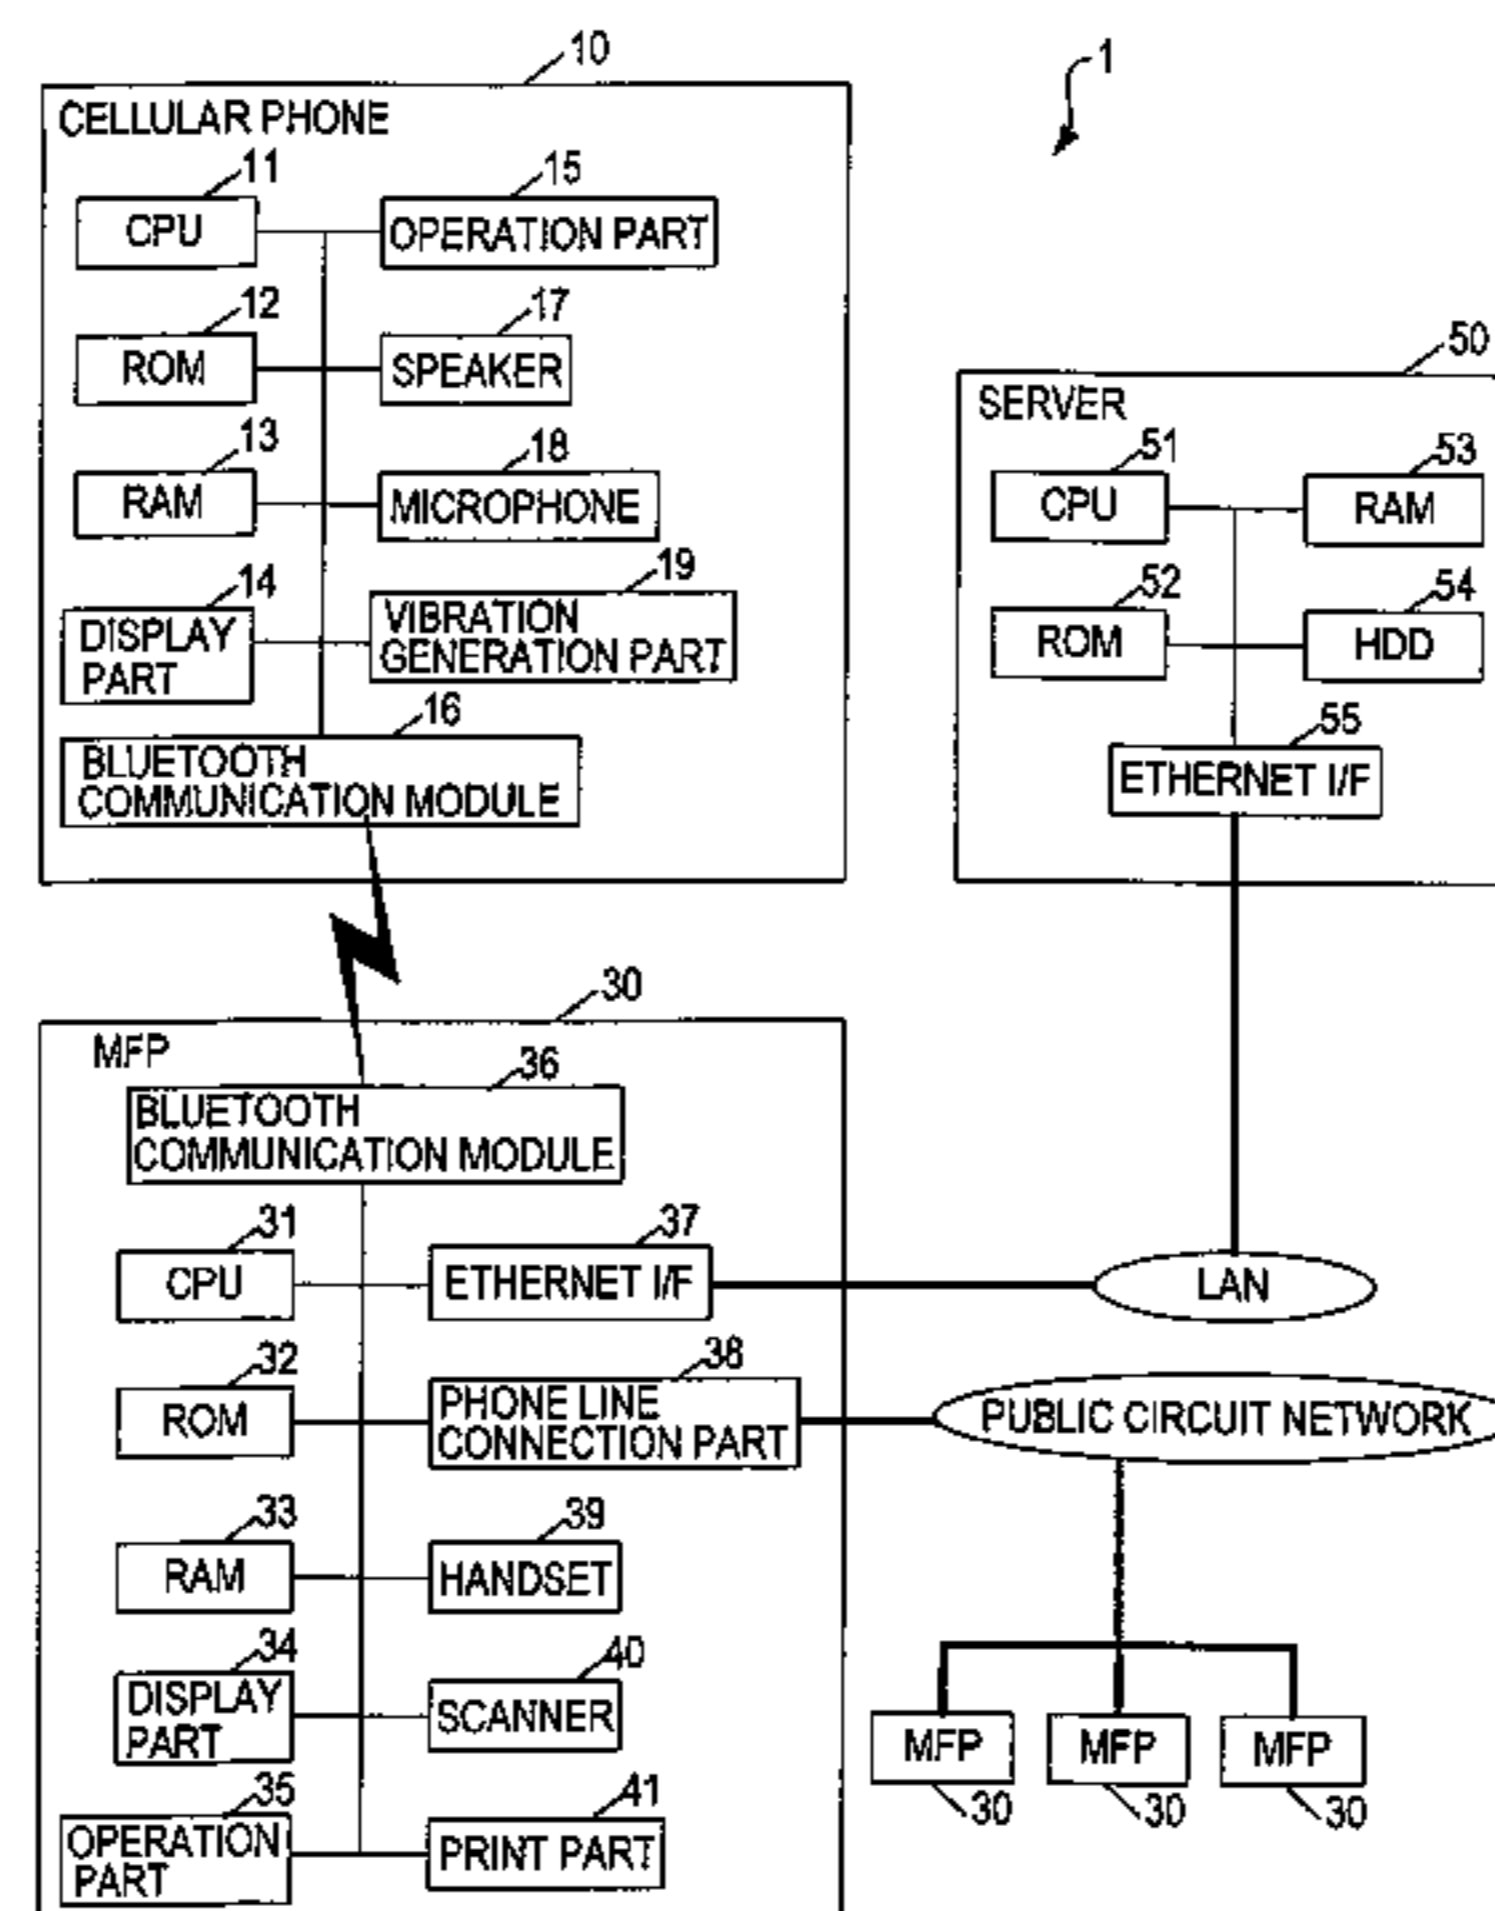 10
1
CELLULAR PHONE
11
15
CPU
OPERATION PART
12
17
ROM
SPEAKER
13
18
RAM
MICROPHONE
14
19
DISPLAY
PART
VIBRATION
GENERATION PART
16
BLUETOOTH
COMMUNICATION MODULE
50
SERVER
51
53
CPU
RAM
52
54
ROM
HDD
55
ETHERNET I/F
30
MFP
36
BLUETOOTH
COMMUNICATION MODULE
31
37
CPU
ETHERNET I/F
LAN
32
38
ROM
PHONE LINE
CONNECTION PART
PUBLIC CIRCUIT NETWORK
33
39
RAM
HANDSET
34
40
DISPLAY
PART
SCANNER
35
41
OPERATION
PART
PRINT PART
MFP
MFP
MFP
30
30
30